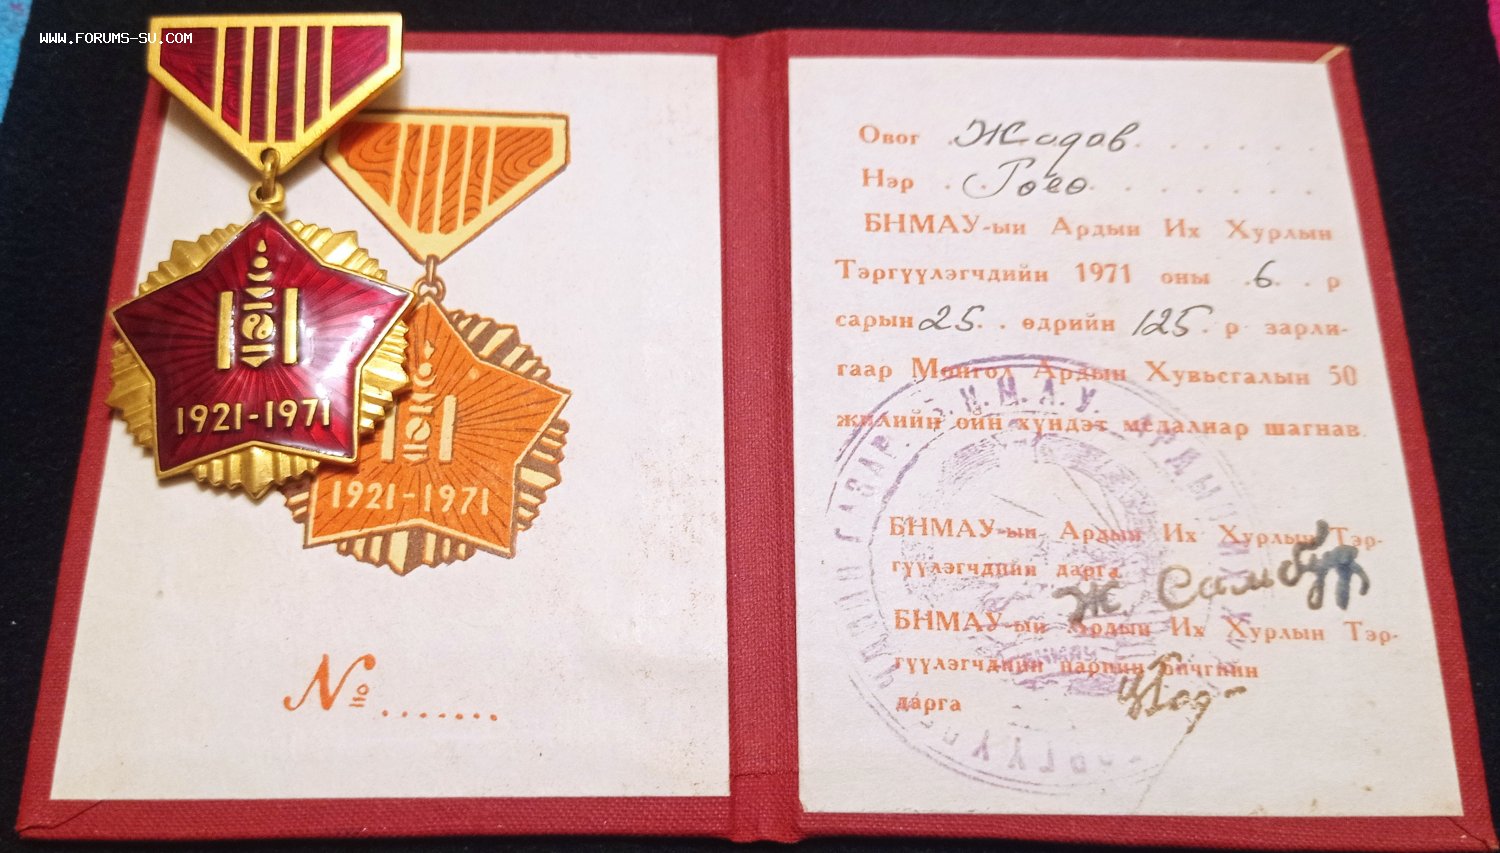 www.forums-su.com
1921-1971
1921-1971
№ .......
Овог . Жадав . . . . . .
Нэр . . Гоёо . . . . . . .
БНМАУ-ын Ардын Их Хурлын
Тэргүүлэгчдийн 1971 оны . 6 . . р
сарын 25 . . өдрийн 125 . р зарли-
гаар Монгол Ардын Хувьсгалын 50
жилийн ойн хүндэт медалиар шагнав.
БНМАУ-ын Ардын Их Хурлын Тэр-
гүүлэгчдийн дарга
Ж. Самбуу
БНМАУ-ын Ардын Их Хурлын Тэр-
гүүлэгчдийн нарийн бичгийн
дарга